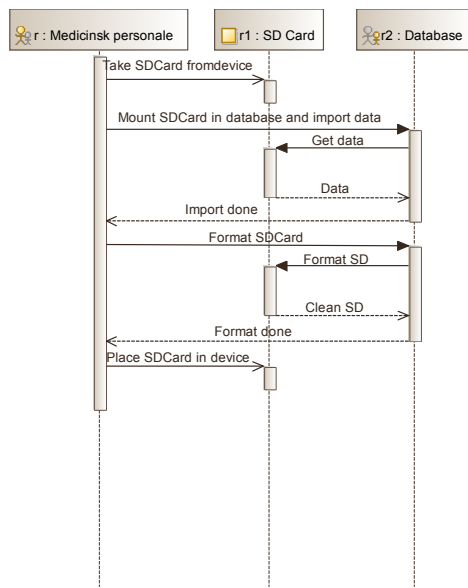 r : Medicinsk personale
r1 : SD Card
r2 : Database
Take SDCard fromdevice
Mount SDCard in database and import data
Get data
Data
Import done
Format SDCard
Format SD
Clean SD
Format done
Place SDCard in device